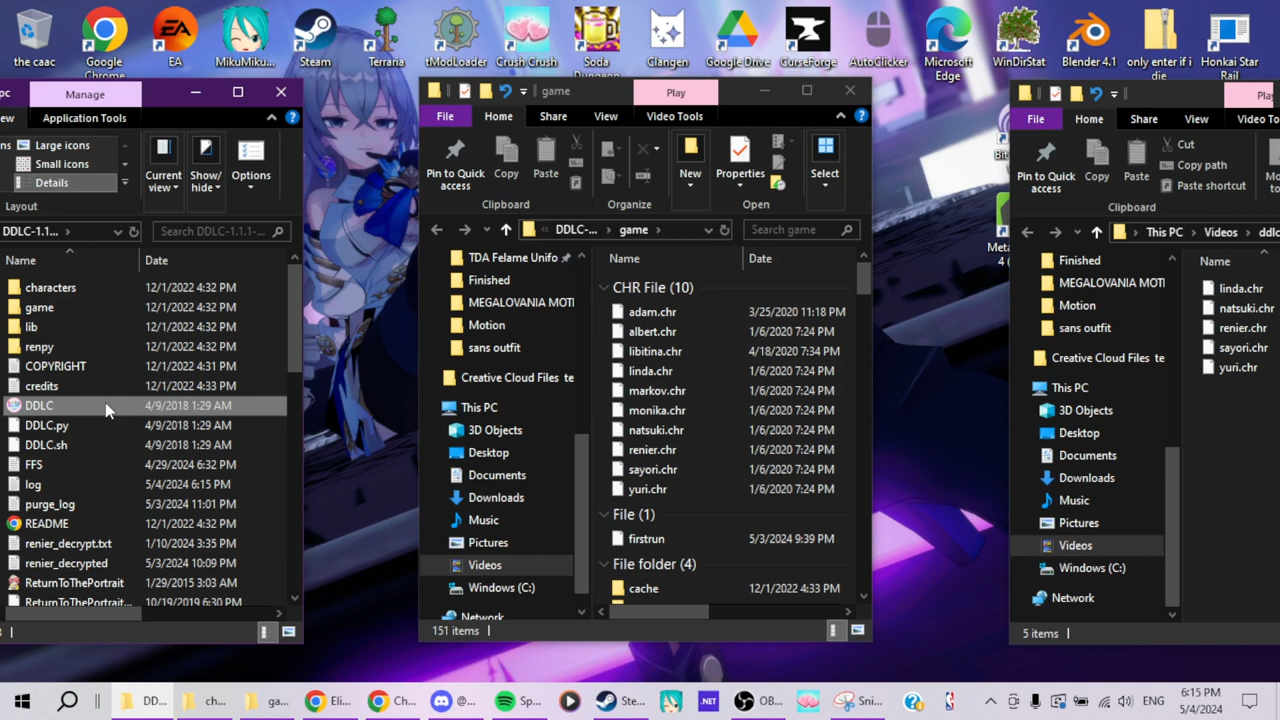 the caac
Google
Chrome
EA
MikuMiku...
Steam
Terraria
tModLoader
Crush Crush
Soda
Dungeon
Clangen
Google Drive
CurseForge
AutoClicker
Microsoft
Edge
WinDirStat
Blender 4.1
only enter if i
die
Honkai Star
Rail
pc
Manage
ew
Application Tools
Large icons
Small icons
Details
Layout
Current
view
Show/
hide
Options
DDLC-1.1....
Search DDLC-1.1.1-...
Name
Date
characters
12/1/2022 4:32 PM
game
12/1/2022 4:32 PM
lib
12/1/2022 4:32 PM
renpy
12/1/2022 4:32 PM
COPYRIGHT
12/1/2022 4:31 PM
credits
12/1/2022 4:33 PM
DDLC
4/9/2018 1:29 AM
DDLC.py
4/9/2018 1:29 AM
DDLC.sh
4/9/2018 1:29 AM
FFS
4/29/2024 6:32 PM
log
5/4/2024 6:15 PM
purge_log
5/3/2024 11:01 PM
README
12/1/2022 4:32 PM
renier_decrypt.txt
1/10/2024 3:35 PM
renier_decrypted
5/3/2024 10:09 PM
ReturnToThePortrait
1/29/2015 3:03 AM
ReturnToThePortrait...
10/19/2019 6:30 PM
game
Play
File
Home
Share
View
Video Tools
Pin to Quick
access
Copy
Paste
New
Properties
Select
Clipboard
Organize
Open
DDLC-...
game
Search game
TDA Felame Unifo
Finished
MEGALOVANIA MOTI
Motion
sans outfit
Creative Cloud Files te
This PC
3D Objects
Desktop
Documents
Downloads
Music
Pictures
Videos
Windows (C:)
Network
Name
Date
CHR File (10)
adam.chr
3/25/2020 11:18 PM
albert.chr
1/6/2020 7:24 PM
libitina.chr
4/18/2020 7:34 PM
linda.chr
1/6/2020 7:24 PM
markov.chr
1/6/2020 7:24 PM
monika.chr
1/6/2020 7:24 PM
natsuki.chr
1/6/2020 7:24 PM
renier.chr
1/6/2020 7:24 PM
sayori.chr
1/6/2020 7:24 PM
yuri.chr
1/6/2020 7:24 PM
File (1)
firstrun
5/3/2024 9:39 PM
File folder (4)
cache
12/1/2022 4:33 PM
151 items
Play
File
Home
Share
View
Video To
Pin to Quick
access
Copy
Paste
Cut
Copy path
Paste shortcut
Clipboard
This PC
Videos
ddlc
Finished
MEGALOVANIA MOTI
Motion
sans outfit
Creative Cloud Files te
This PC
3D Objects
Desktop
Documents
Downloads
Music
Pictures
Videos
Windows (C:)
Network
Name
linda.chr
natsuki.chr
renier.chr
sayori.chr
yuri.chr
5 items
DD...
ch...
ga...
Eli...
Ch...
@...
Sp...
Ste...
.NET
OB...
Sni...
ENG
6:15 PM
5/4/2024